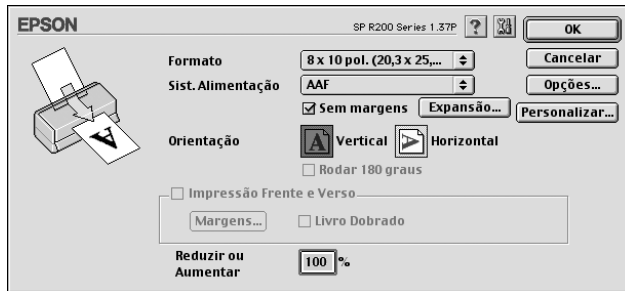 EPSON
SP R200 Series 1.37P
?
OK
Formato
8 x 10 pol. (20,3 x 25,...
Cancelar
Sist. Alimentação
AAF
Opções...
Sem margens
Expansão...
Personalizar...
Orientação
A
Vertical
A
Horizontal
Rodar 180 graus
Impressão Frente e Verso
Margens...
Livro Dobrado
Reduzir ou
Aumentar
100
%
A